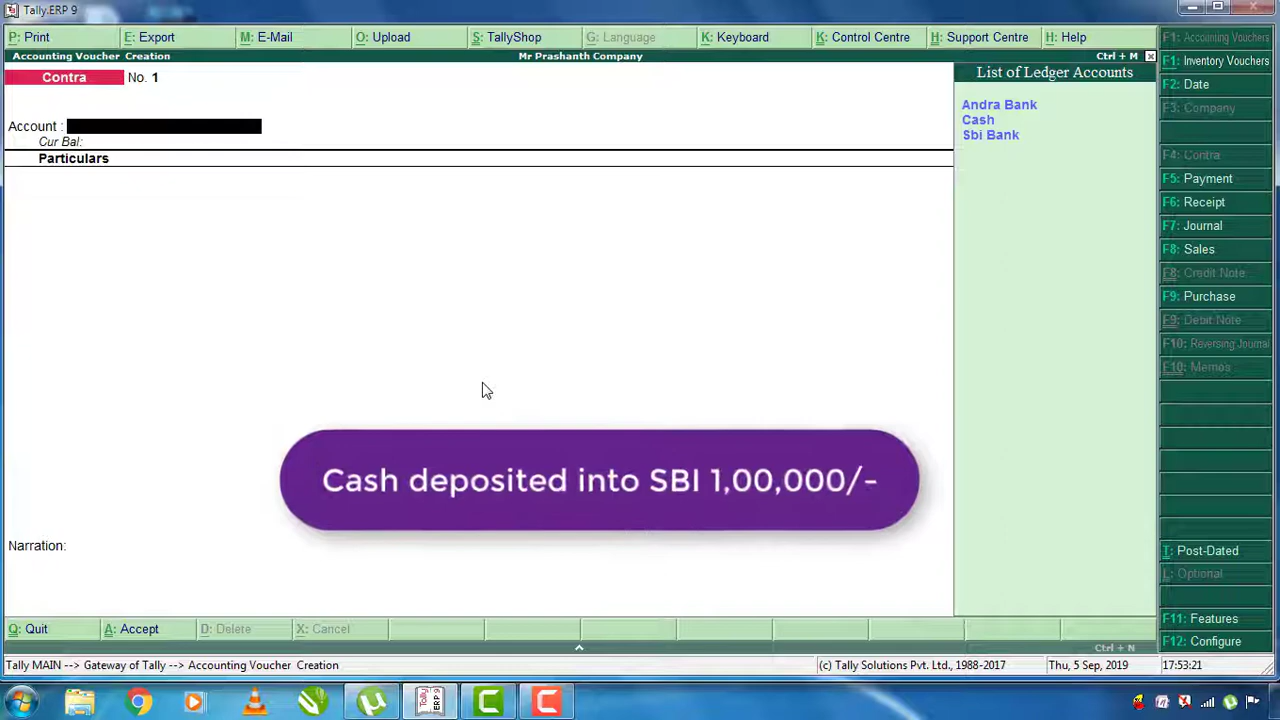 Tally.ERP 9
P: Print E: Export M: E-Mail O: Upload S: TallyShop G: Language K: Keyboard K: Control Centre H: Support Centre H: Help
Accounting Voucher Creation Mr Prashanth Company Ctrl + M
Contra No. 1
Account :
Cur Bal:
Particulars
List of Ledger Accounts
Andra Bank
Cash
Sbi Bank
F1: Accounting Vouchers
F1: Inventory Vouchers
F2: Date
F3: Company
F4: Contra
F5: Payment
F6: Receipt
F7: Journal
F8: Sales
F8: Credit Note
F9: Purchase
F9: Debit Note
F10: Reversing Journal
F10: Memos
Cash deposited into SBI 1,00,000/-
Narration:
T: Post-Dated
L: Optional
F11: Features
F12: Configure
Q: Quit A: Accept D: Delete X: Cancel
Ctrl + N
Tally MAIN --> Gateway of Tally --> Accounting Voucher Creation (c) Tally Solutions Pvt. Ltd., 1988-2017 Thu, 5 Sep, 2019 17:53:21